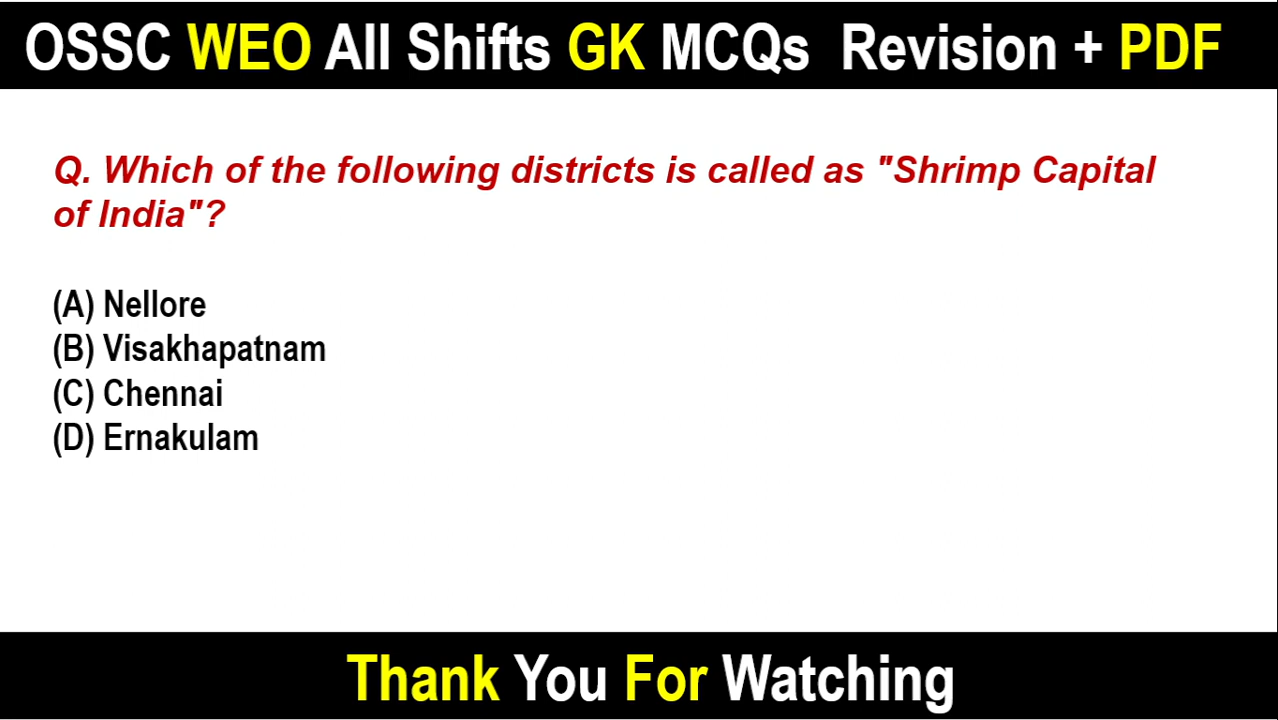 OSSC WEO All Shifts GK MCQs Revision + PDF
Q. Which of the following districts is called as "Shrimp Capital
of India"?
(A) Nellore
(B) Visakhapatnam
(C) Chennai
(D) Ernakulam
Thank You For Watching